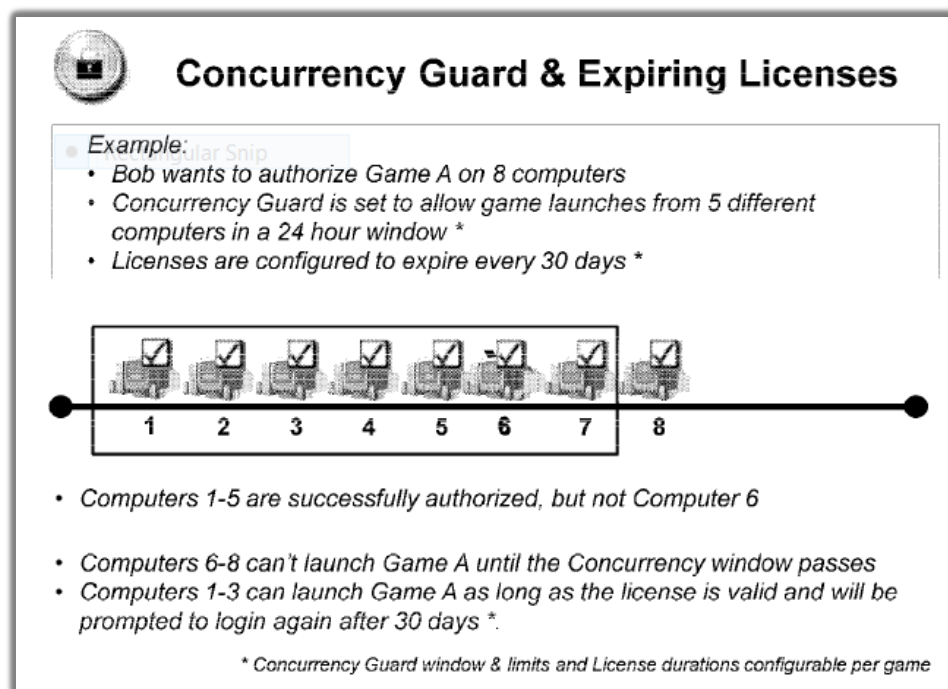 Concurrency Guard & Expiring Licenses
Example:
Rectangular Snip
• Bob wants to authorize Game A on 8 computers
• Concurrency Guard is set to allow game launches from 5 different
computers in a 24 hour window *
• Licenses are configured to expire every 30 days *
1 2 3 4 5 6 7 8
• Computers 1-5 are successfully authorized, but not Computer 6
• Computers 6-8 can't launch Game A until the Concurrency window passes
• Computers 1-3 can launch Game A as long as the license is valid and will be
prompted to login again after 30 days *.
* Concurrency Guard window & limits and License durations configurable per game